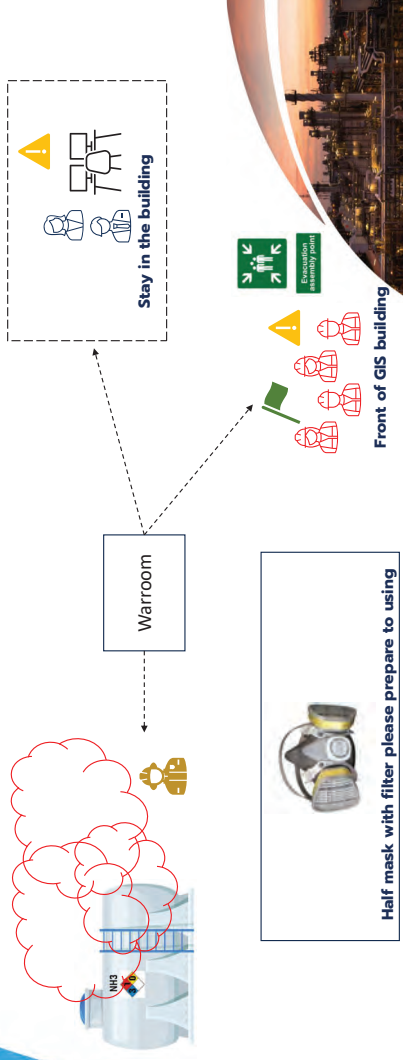 NH3
Warroom
Stay in the building
Evacuation
assembly point
Front of GIS building
Half mask with filter please prepare to using